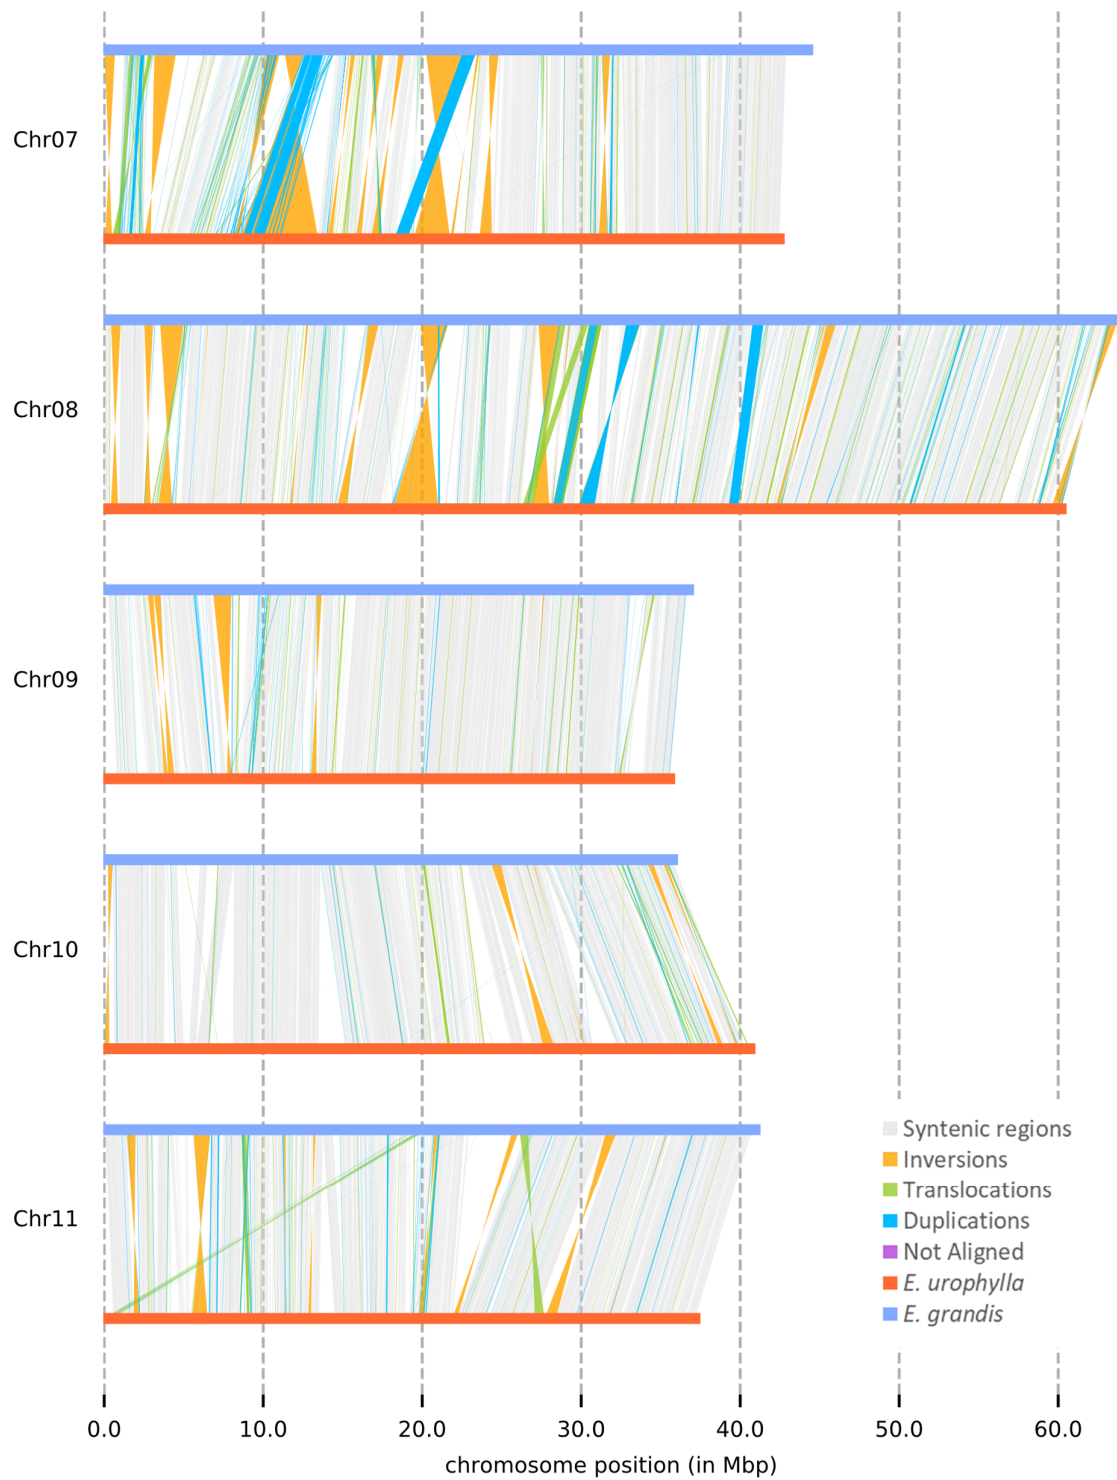 Chr07
Chr08
Chr09
Chr10
Chr11
Syntenic regions
Inversions
Translocations
Duplications
Not Aligned
E. urophylla
E. grandis
0.0 10.0 20.0 30.0 40.0 50.0 60.0
chromosome position (in Mbp)